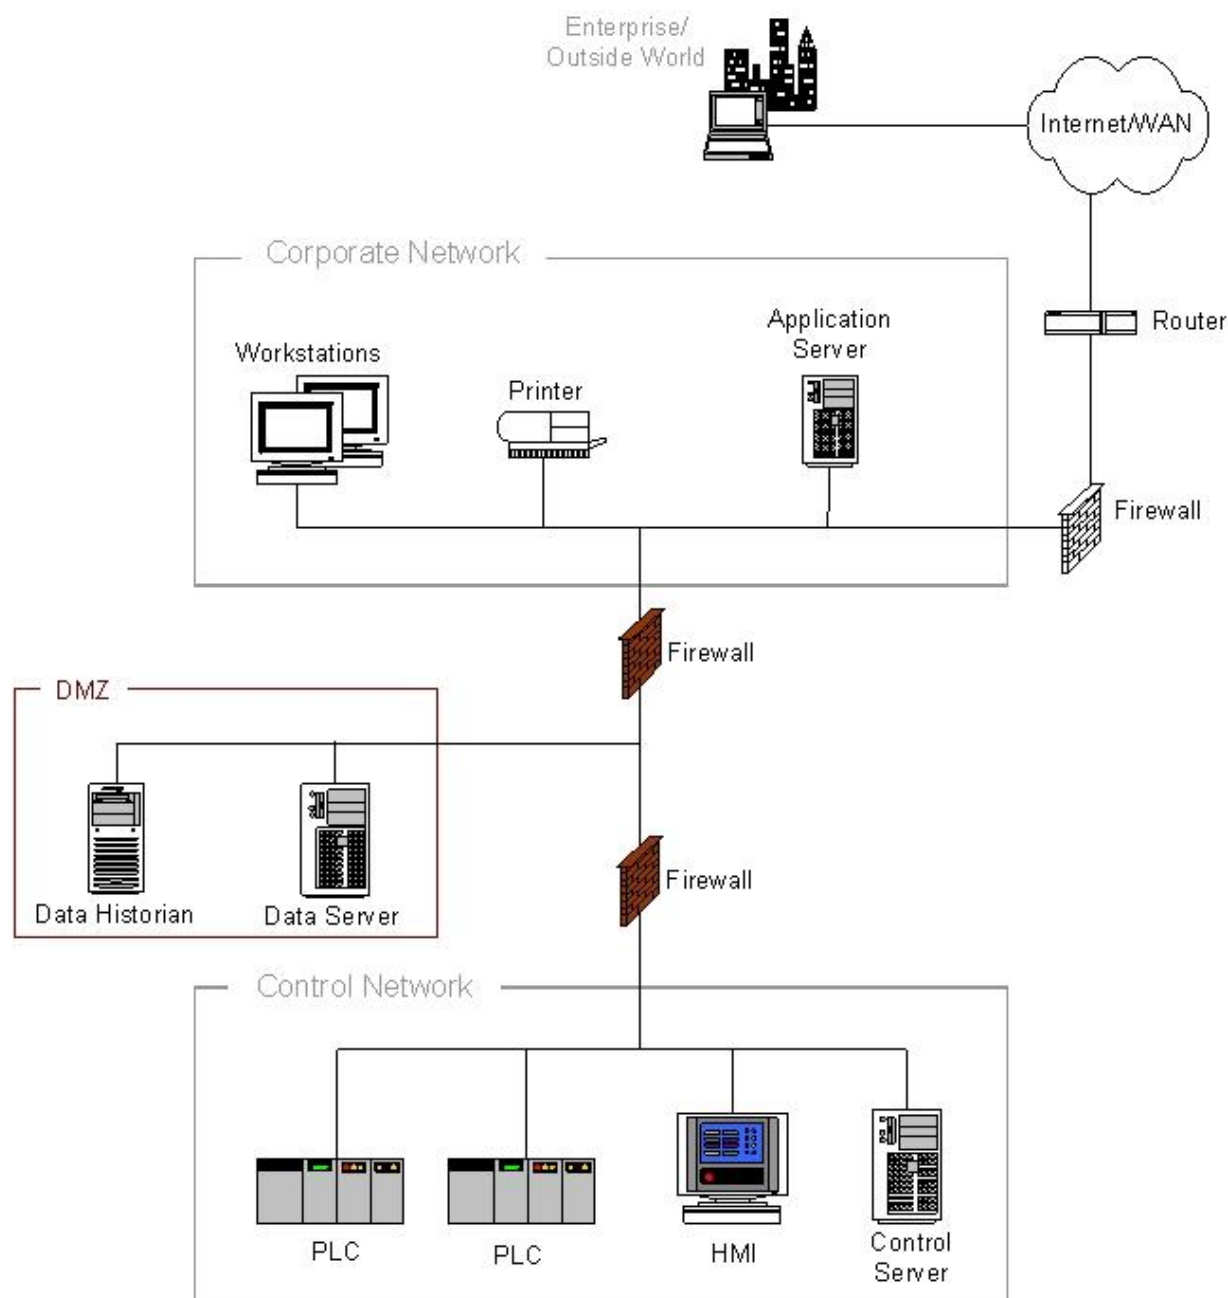 Enterprise/
Outside World
Internet/WAN
Corporate Network
Router
Application
Server
Workstations
Printer
Firewall
Firewall
DMZ
Firewall
Data Historian
Data Server
Control Network
PLC
PLC
HMI
Control
Server